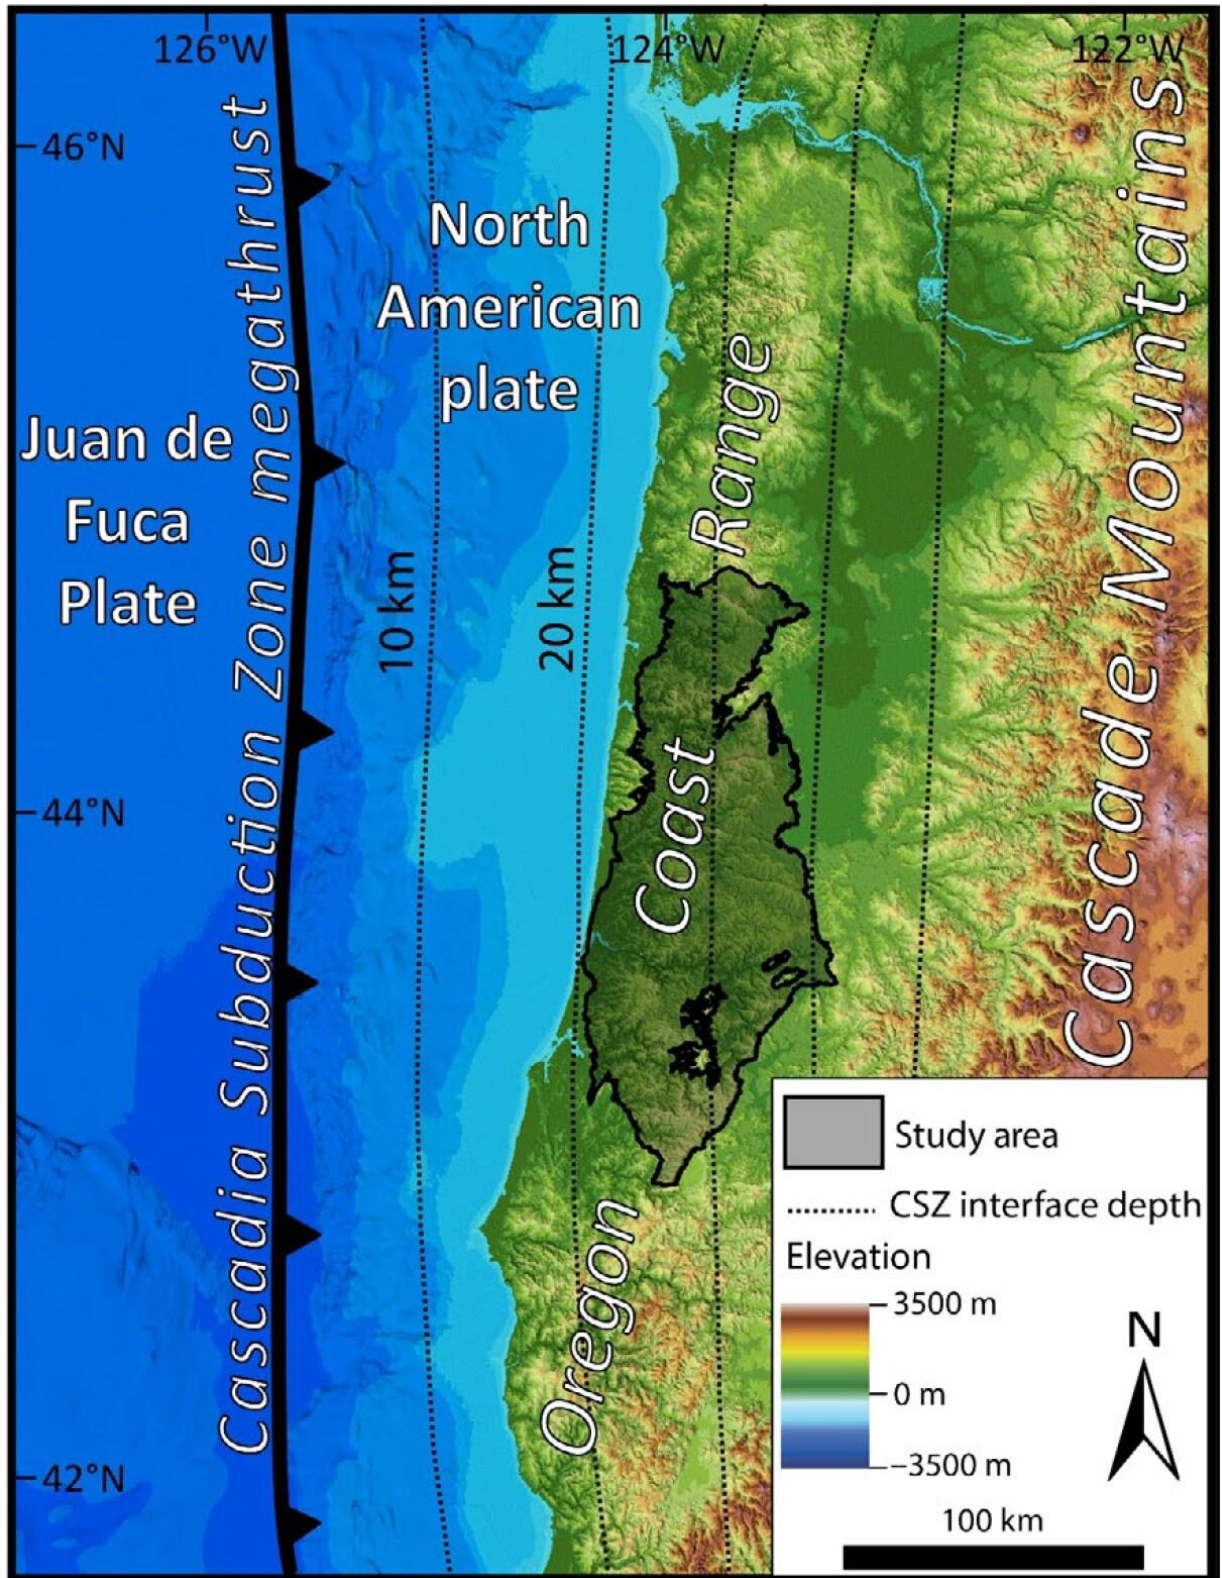 126°W
124°W
122°W
46°N
44°N
42°N
Cascadia Subduction Zone megathrust
North
American
plate
Juan de
Fuca
Plate
10 km
20 km
Oregon Coast Range
Cascade Mountains
Study area
CSZ interface depth
Elevation
3500 m
0 m
–3500 m
N
100 km